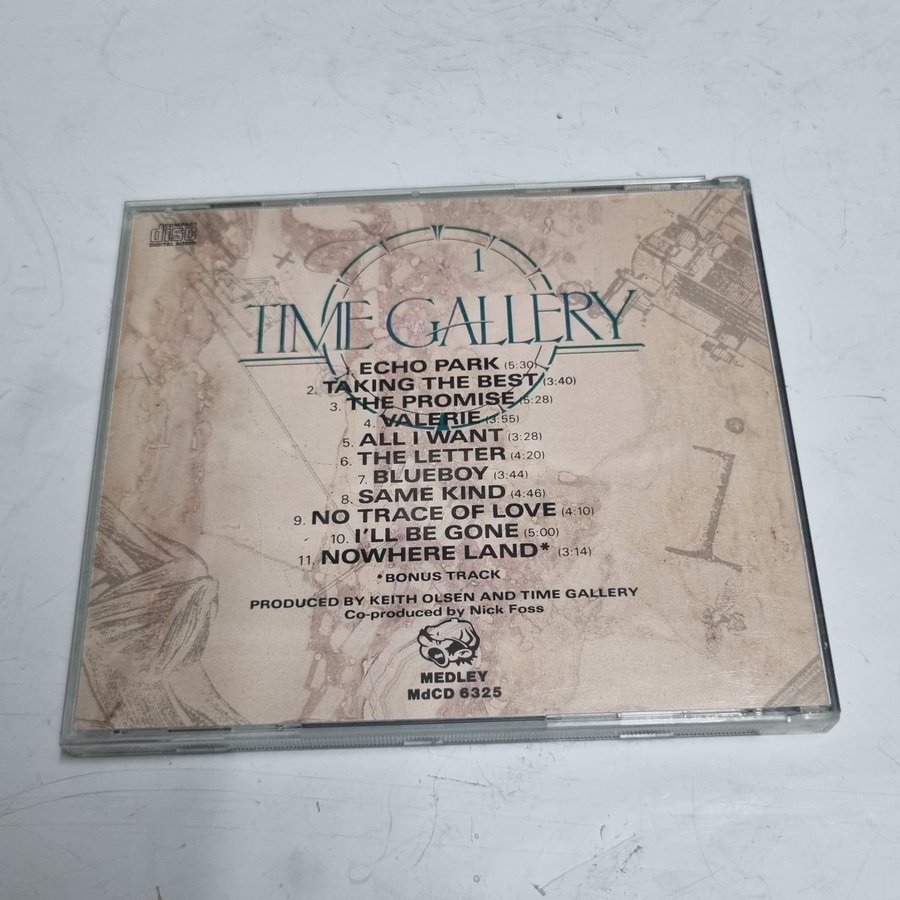 COMPACT
disc
DIGITAL AUDIO
1
TIME GALLERY
ECHO PARK (5:30)
2. TAKING THE BEST (3:40)
3. THE PROMISE (5:28)
4. VALERIE (3:55)
5. ALL I WANT (3:28)
6. THE LETTER (4:20)
7. BLUEBOY (3:44)
8. SAME KIND (4:46)
9. NO TRACE OF LOVE (4:10)
10. I'LL BE GONE (5:00)
11. NOWHERE LAND* (3:14)
*BONUS TRACK
PRODUCED BY KEITH OLSEN AND TIME GALLERY
Co-produced by Nick Foss
MEDLEY
MdCD 6325